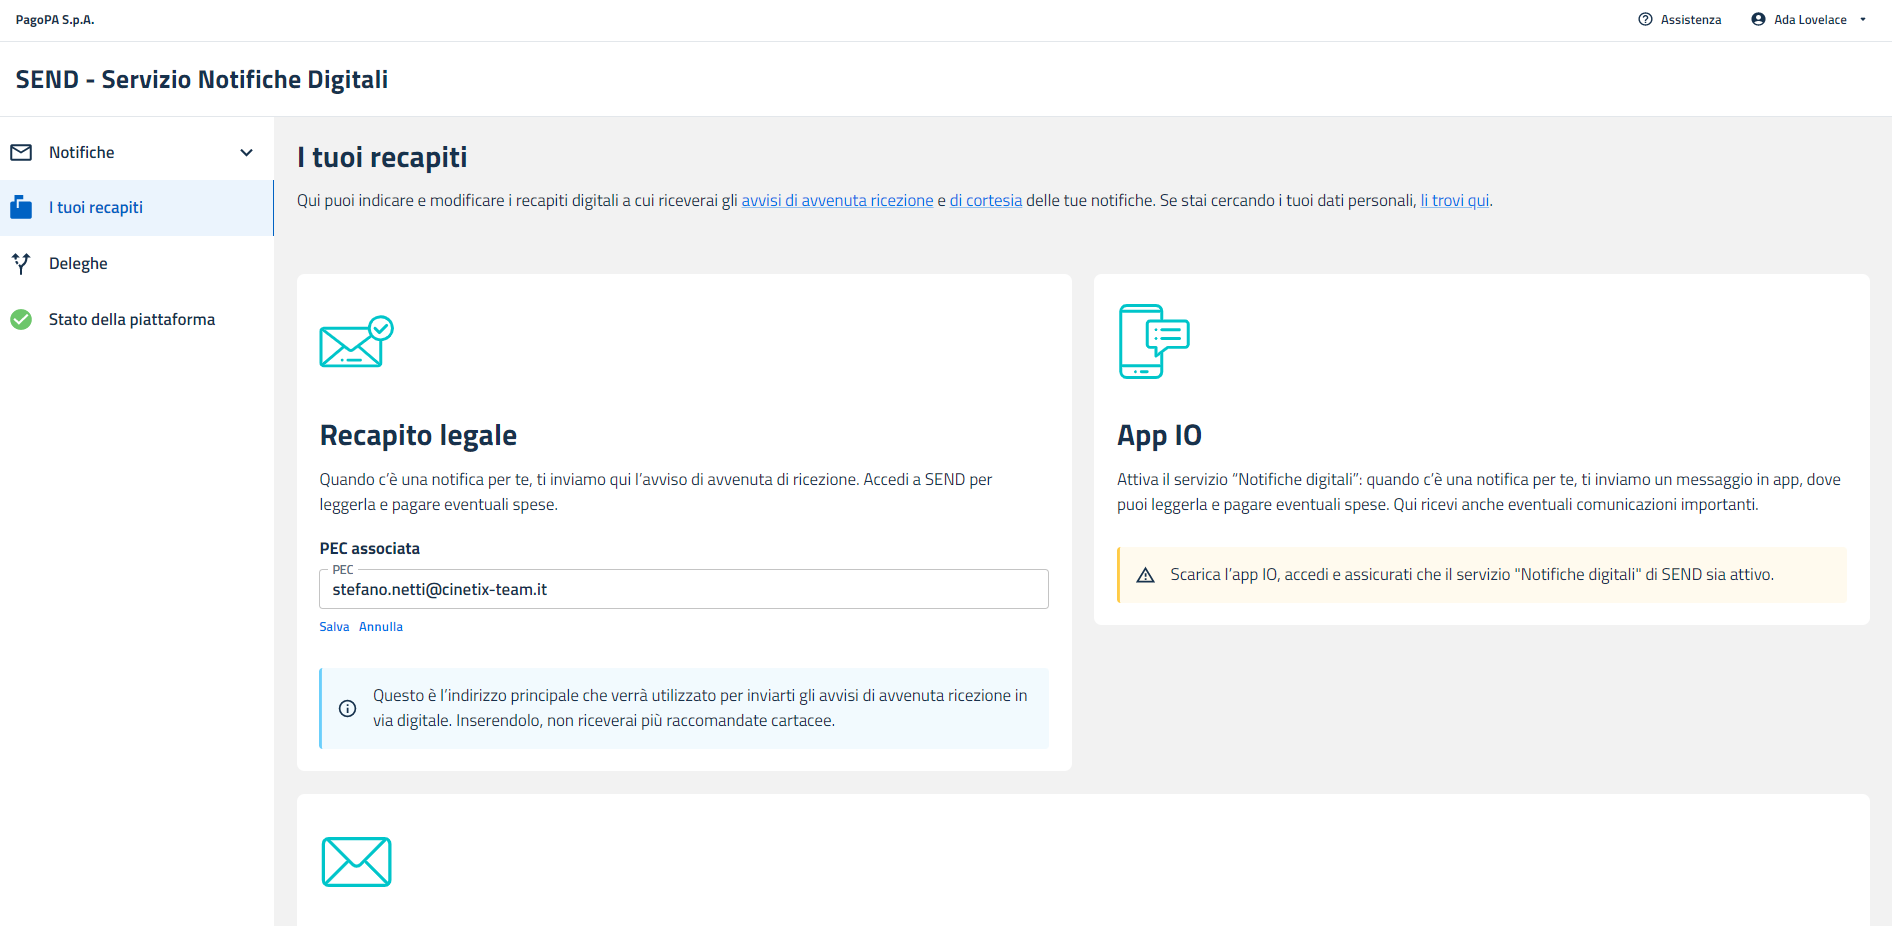 PagoPA S.p.A.
Assistenza
Ada Lovelace
SEND - Servizio Notifiche Digitali
Notifiche
I tuoi recapiti
Deleghe
Stato della piattaforma
I tuoi recapiti
Qui puoi indicare e modificare i recapiti digitali a cui riceverai gli avvisi di avvenuta ricezione e di cortesia delle tue notifiche. Se stai cercando i tuoi dati personali, li trovi qui.
Recapito legale
Quando c’è una notifica per te, ti inviamo qui l’avviso di avvenuta di ricezione. Accedi a SEND per
leggerla e pagare eventuali spese.
PEC associata
PEC
stefano.netti@cinetix-team.it
Salva Annulla
Questo è l’indirizzo principale che verrà utilizzato per inviarti gli avvisi di avvenuta ricezione in
via digitale. Inserendolo, non riceverai più raccomandate cartacee.
App IO
Attiva il servizio “Notifiche digitali”: quando c’è una notifica per te, ti inviamo un messaggio in app, dove
puoi leggerla e pagare eventuali spese. Qui ricevi anche eventuali comunicazioni importanti.
Scarica l’app IO, accedi e assicurati che il servizio "Notifiche digitali" di SEND sia attivo.